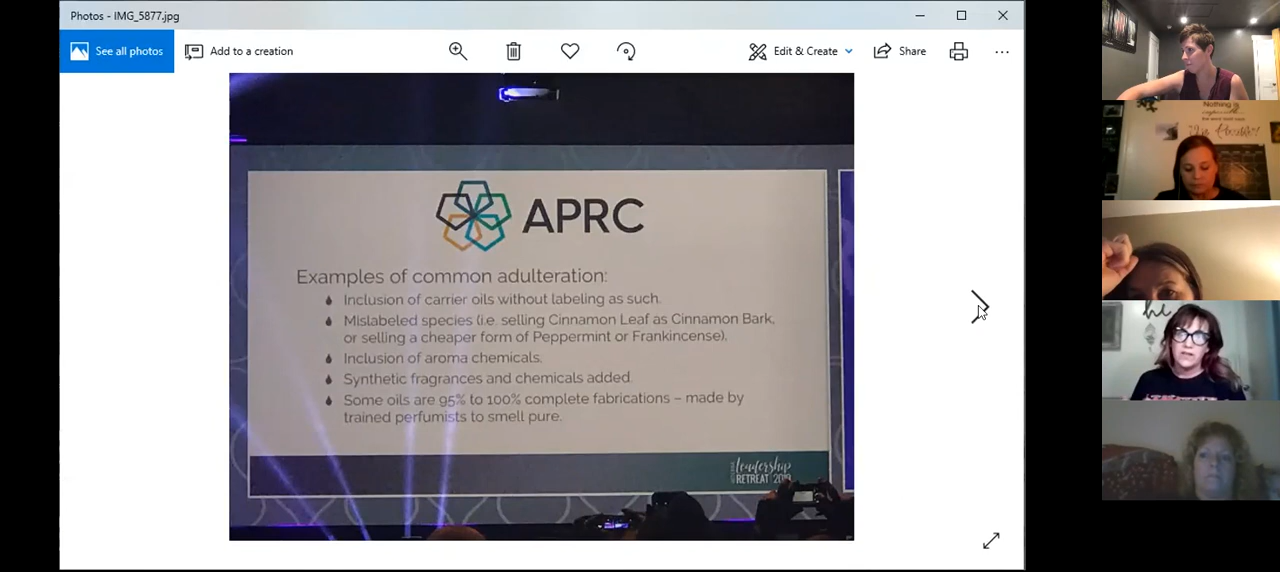 Photos - IMG_5877.jpg
See all photos
Add to a creation
Edit & Create
Share
APRC
Examples of common adulteration:
Inclusion of carrier oils without labeling as such.
Mislabeled species (i.e. selling Cinnamon Leaf as Cinnamon Bark,
or selling a cheaper form of Peppermint or Frankincense).
Inclusion of aroma chemicals.
Synthetic fragrances and chemicals added.
Some oils are 95% to 100% complete fabrications – made by
trained perfumists to smell pure.
leadership
RETREAT 2019
Nothing is